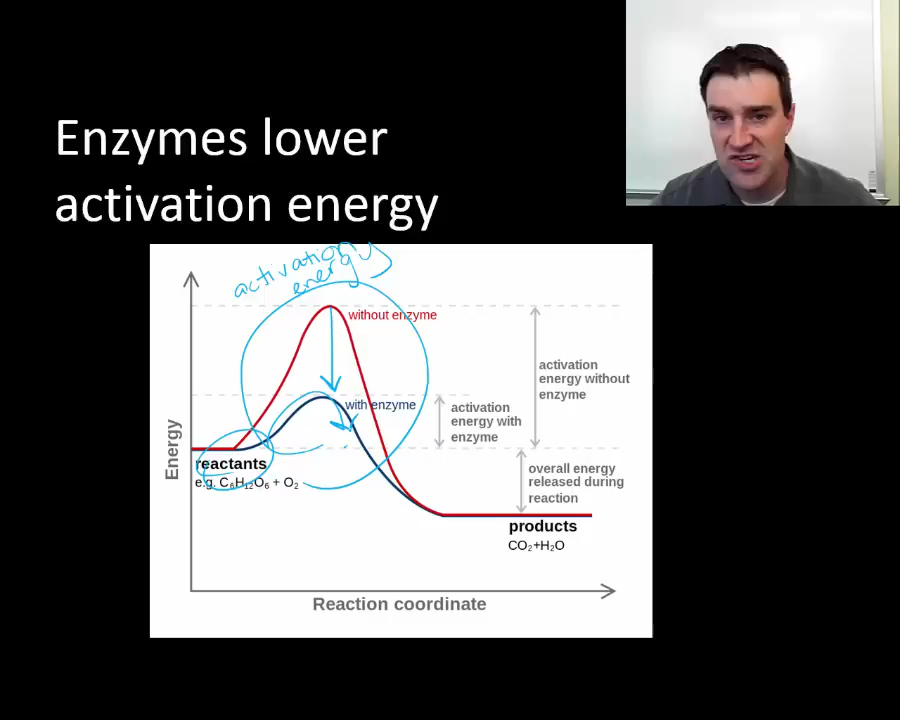 Enzymes lower
activation energy
activation
energy
without enzyme
with enzyme
activation
energy without
enzyme
activation
energy with
enzyme
Energy
reactants
e.g. C₆H₁₂O₆ + O₂
overall energy
released during
reaction
products
CO₂+H₂O
Reaction coordinate